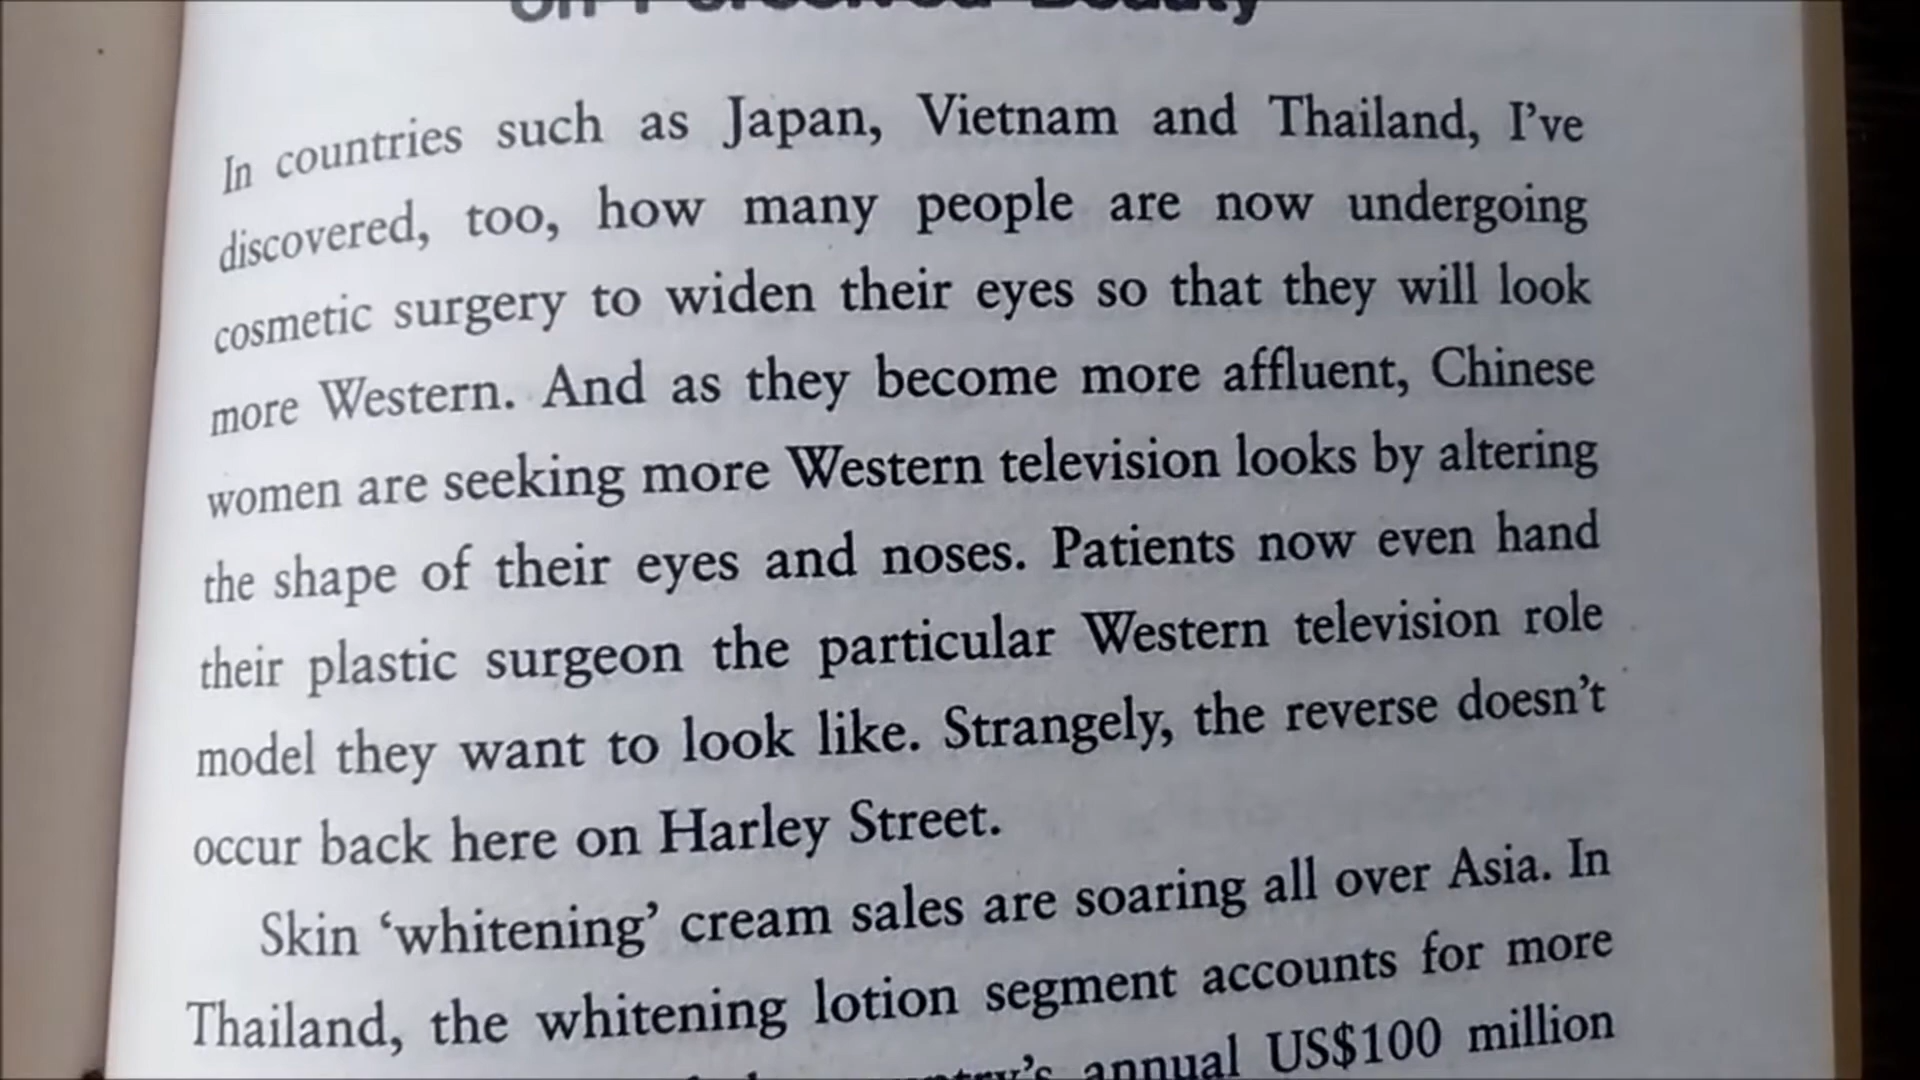 On Perceived Beauty
In countries such as Japan, Vietnam and Thailand, I've
discovered, too, how many people are now undergoing
cosmetic surgery to widen their eyes so that they will look
more Western. And as they become more affluent, Chinese
women are seeking more Western television looks by altering
the shape of their eyes and noses. Patients now even hand
their plastic surgeon the particular Western television role
model they want to look like. Strangely, the reverse doesn't
occur back here on Harley Street.
Skin 'whitening' cream sales are soaring all over Asia. In
Thailand, the whitening lotion segment accounts for more
country's annual US$100 million